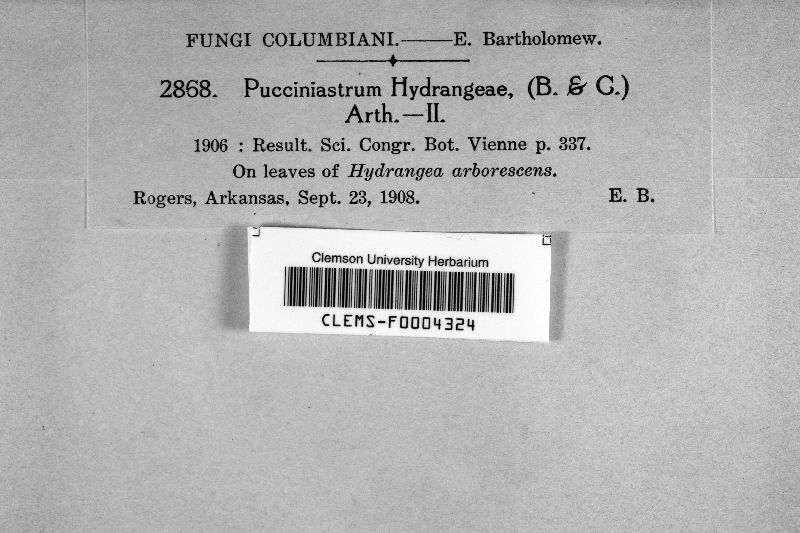 FUNGI COLUMBIANI.——E. Bartholomew.
2868. Pucciniastrum Hydrangeae, (B. & C.)
Arth.—II.
1906 : Result. Sci. Congr. Bot. Vienne p. 337.
On leaves of Hydrangea arborescens.
Rogers, Arkansas, Sept. 23, 1908. E. B.
Clemson University Herbarium
CLEMS-F0004324